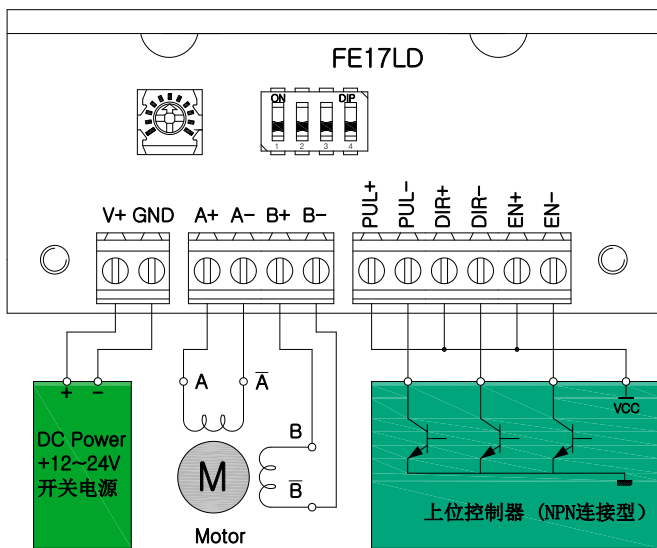 FE17LD
ON DIP
1 2 3 4
V+ GND A+ A- B+ B- PUL+ PUL- DIR+ DIR- EN+ EN-
+ -
A A̅
B
B̅
DC Power
+12~24V
开关电源
M
Motor
VCC
上位控制器（NPN连接型）